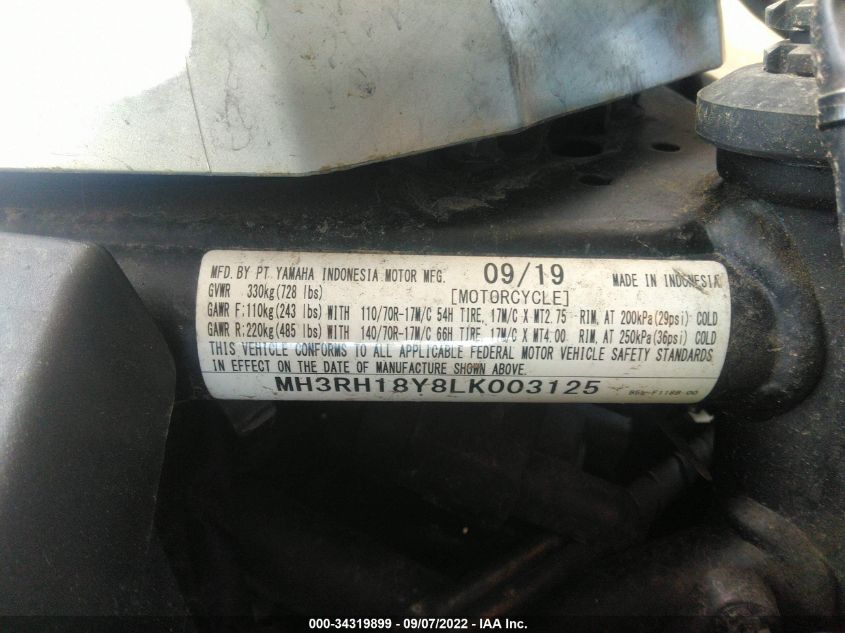 MFD. BY PT. YAMAHA INDONESIA MOTOR MFG. 09/19 MADE IN INDONESIA
GVWR 330kg(728 lbs) [MOTORCYCLE]
GAWR F:110kg(243 lbs) WITH 110/70R-17M/C 54H TIRE, 17M/C X MT2.75 RIM, AT 200kPa(29psi) COLD
GAWR R:220kg(485 lbs) WITH 140/70R-17M/C 66H TIRE, 17M/C X MT4.00 RIM, AT 250kPa(36psi) COLD
THIS VEHICLE CONFORMS TO ALL APPLICABLE FEDERAL MOTOR VEHICLE SAFETY STANDARDS
IN EFFECT ON THE DATE OF MANUFACTURE SHOWN ABOVE.
MH3RH18Y8LK003125
000-34319899 - 09/07/2022 - IAA Inc.